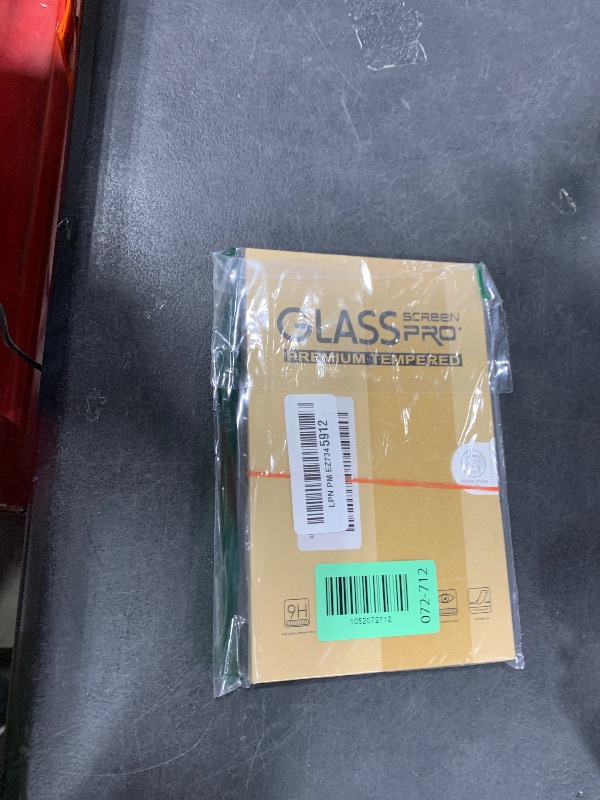 GLASS SCREEN PRO+
PREMIUM TEMPERED
LPN PM EZ7345912
9H
1052072712
072-712